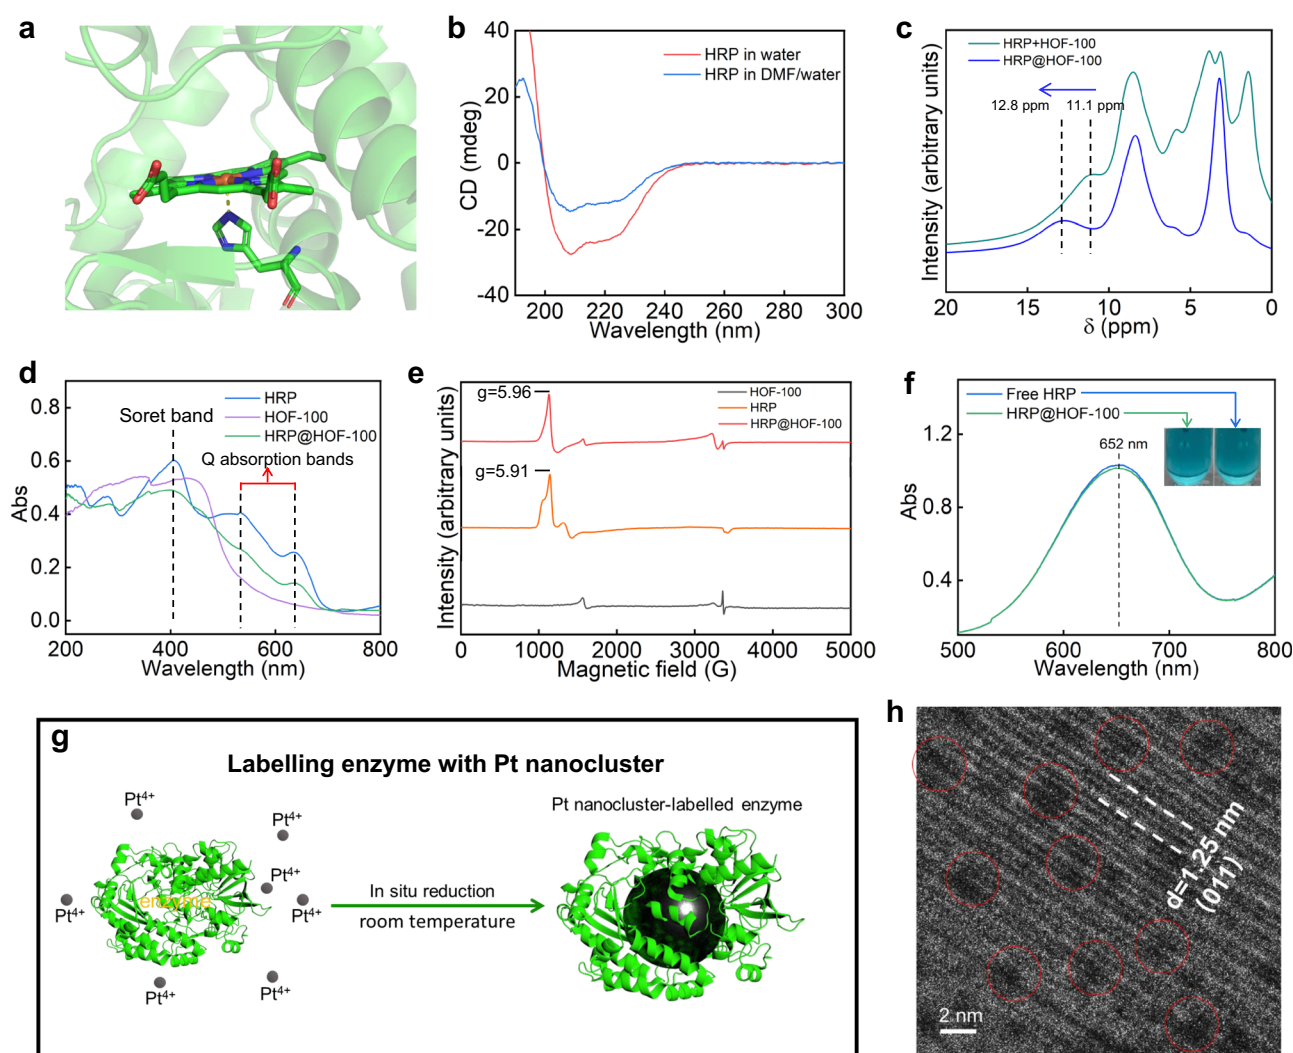 a
b
40
20
0
-20
-40
CD (mdeg)
HRP in water
HRP in DMF/water
200
220
240
260
280
300
Wavelength (nm)
c
Intensity (arbitrary units)
HRP+HOF-100
HRP@HOF-100
12.8 ppm
11.1 ppm
20
15
10
5
0
δ (ppm)
d
0.8
0.6
0.4
0.2
0.0
Abs
HRP
HOF-100
HRP@HOF-100
Soret band
Q absorption bands
200
400
600
800
Wavelength (nm)
e
Intensity (arbitrary units)
g=5.96
g=5.91
HOF-100
HRP
HRP@HOF-100
0
1000
2000
3000
4000
5000
Magnetic field (G)
f
1.2
0.8
0.4
Abs
Free HRP
HRP@HOF-100
652 nm
500
600
700
800
Wavelength (nm)
g
Labelling enzyme with Pt nanocluster
Pt⁴⁺
Pt⁴⁺
Pt⁴⁺
Pt⁴⁺
Pt⁴⁺
Pt⁴⁺
Pt⁴⁺
enzyme
In situ reduction
room temperature
Pt nanocluster-labelled enzyme
h
d=1.25 nm
(011)
2 nm